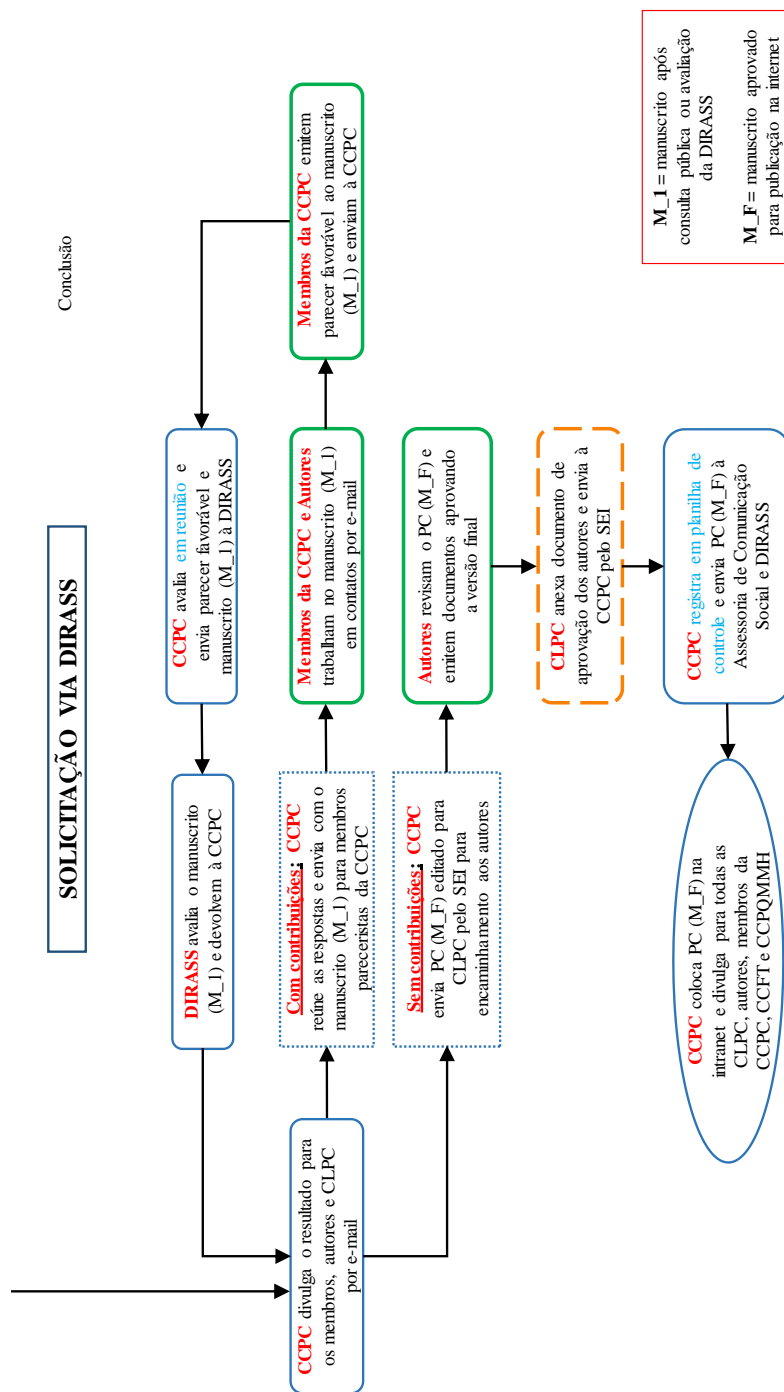 Conclusão
SOLICITAÇÃO VIA DIRASS
CCPC divulga o resultado para
os membros, autores e CLPC
por e-mail
DIRASS avalia o manuscrito
(M_1) e devolvem à CCPC
CCPC avalia em reunião e
envia parecer favorável e
manuscrito (M_1) à DIRASS
Com contribuições: CCPC
reúne as respostas e envia com o
manuscrito (M_1) para membros
pareceristas da CCPC
Membros da CCPC e Autores
trabalham no manuscrito (M_1)
em contatos por e-mail
Membros da CCPC emitem
parecer favorável ao manuscrito
(M_1) e enviam à CCPC
Sem contribuições: CCPC
envia PC (M_F) editado para
CLPC pelo SEI para
encaminhamento aos autores
Autores revisam o PC (M_F) e
emitem documentos aprovando
a versão final
CLPC anexa documento de
aprovação dos autores e envia à
CCPC pelo SEI
CCPC registra em planilha de
controle e envia PC (M_F) à
Assessoria de Comunicação
Social e DIRASS
CCPC coloca PC (M_F) na
intranet e divulga para todas as
CLPC, autores, membros da
CCPC, CCFT e CCPQMMH
M_1 = manuscrito após
consulta pública ou avaliação
da DIRASS
M_F = manuscrito aprovado
para publicação na internet